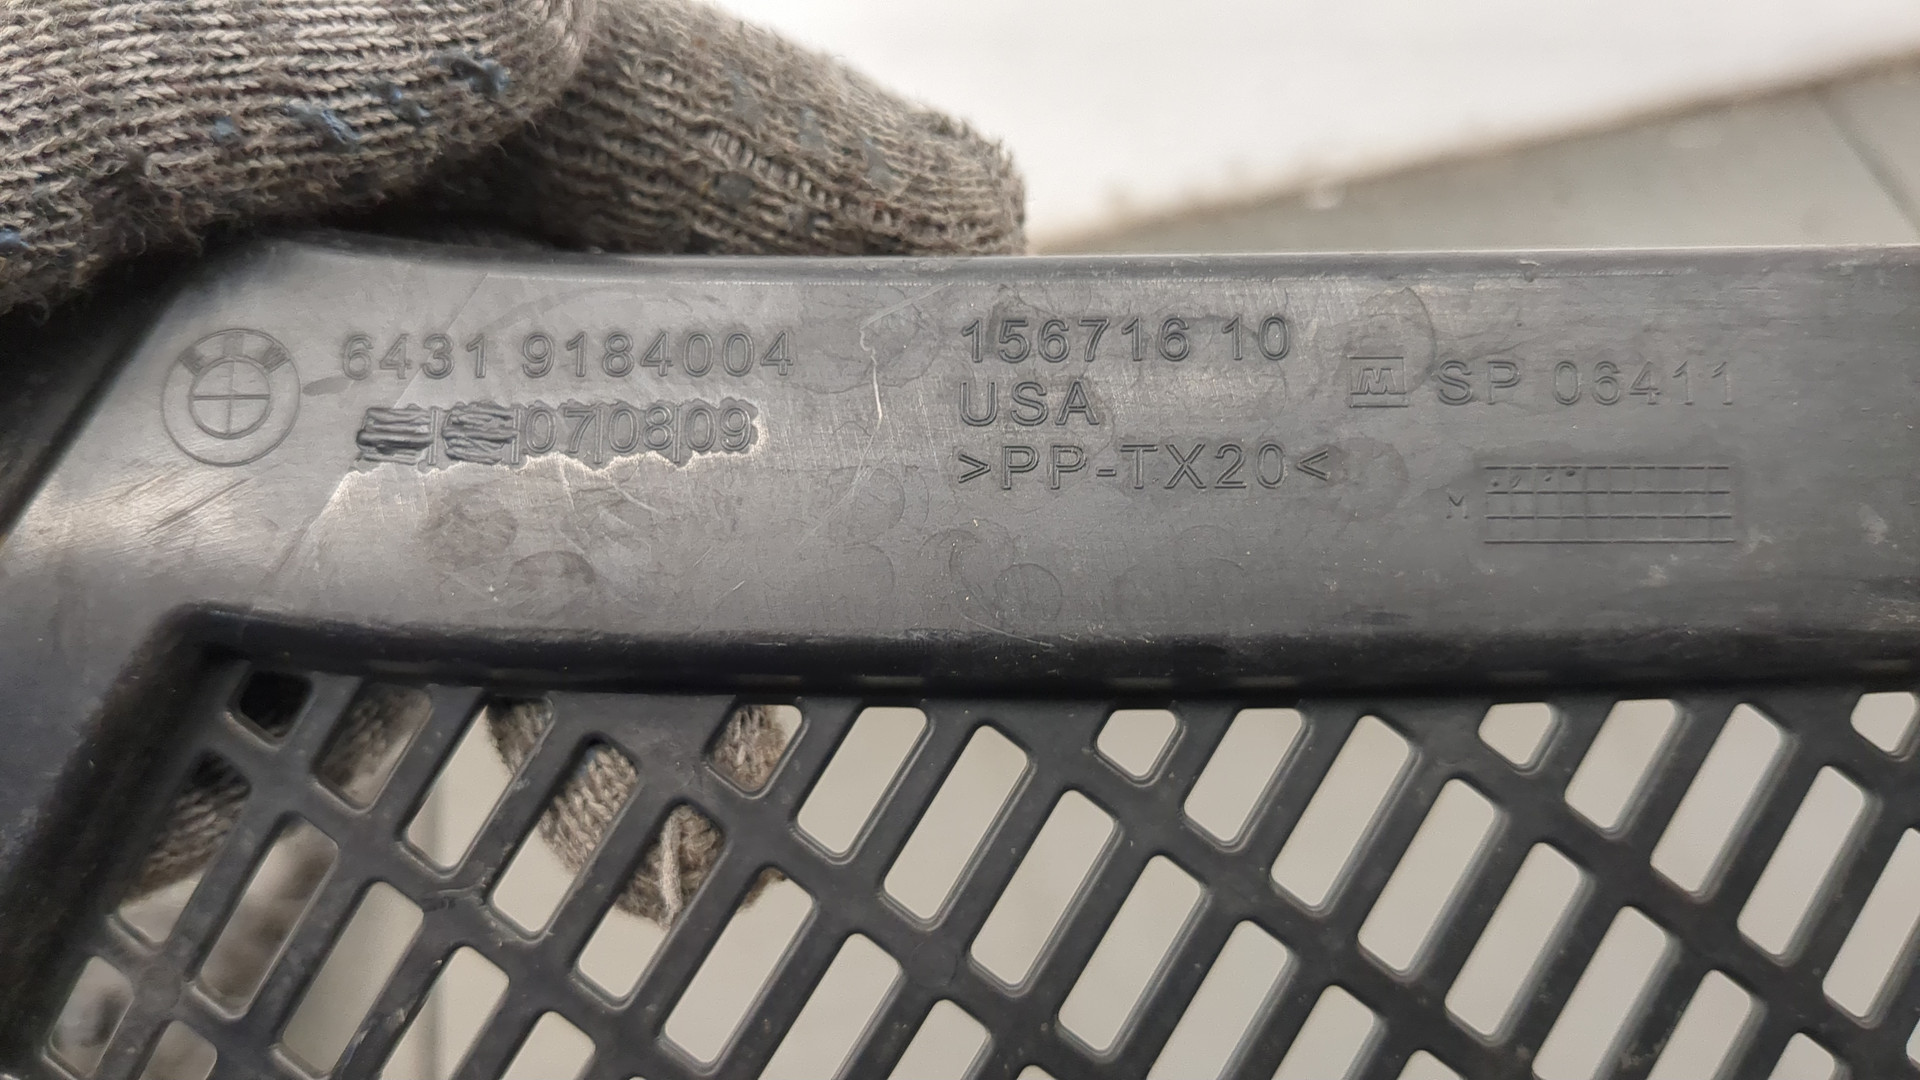 6431 9184004
07|08|09
156716 10
USA
>PP-TX20<
SP 06411
M